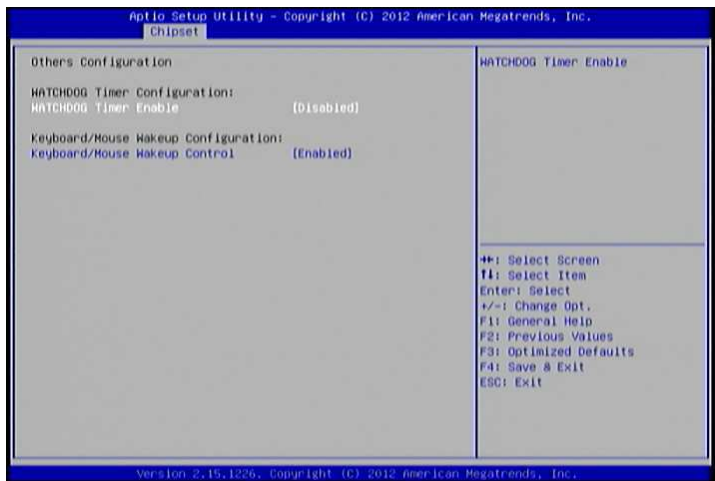 Aptio Setup Utility - Copyright (C) 2012 American Megatrends, Inc.
Chipset
Others Configuration
WATCHDOG Timer Configuration:
WATCHDOG Timer Enable [Disabled]
Keyboard/Mouse Wakeup Configuration:
Keyboard/Mouse Wakeup Control [Enabled]
WATCHDOG Timer Enable
→←: Select Screen
↑↓: Select Item
Enter: Select
+/-: Change Opt.
F1: General Help
F2: Previous Values
F3: Optimized Defaults
F4: Save & Exit
ESC: Exit
Version 2.15.1226. Copyright (C) 2012 American Megatrends, Inc.